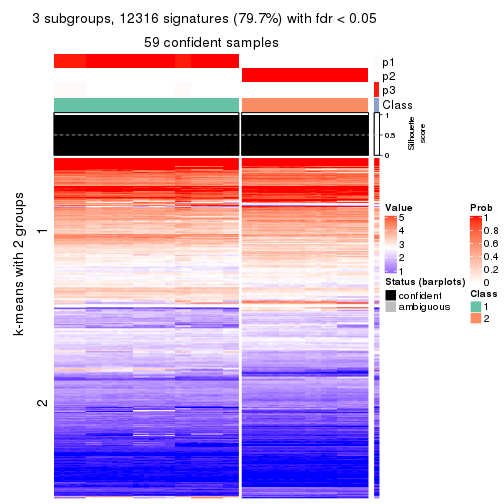 3 subgroups, 12316 signatures (79.7%) with fdr < 0.05
59 confident samples
p1
p2
p3
Class
1
0.5
0
Silhouette
score
k-means with 2 groups
1
2
Value
5
4
3
2
1
Status (barplots)
confident
ambiguous
Prob
1
0.8
0.6
0.4
0.2
0
Class
1
2